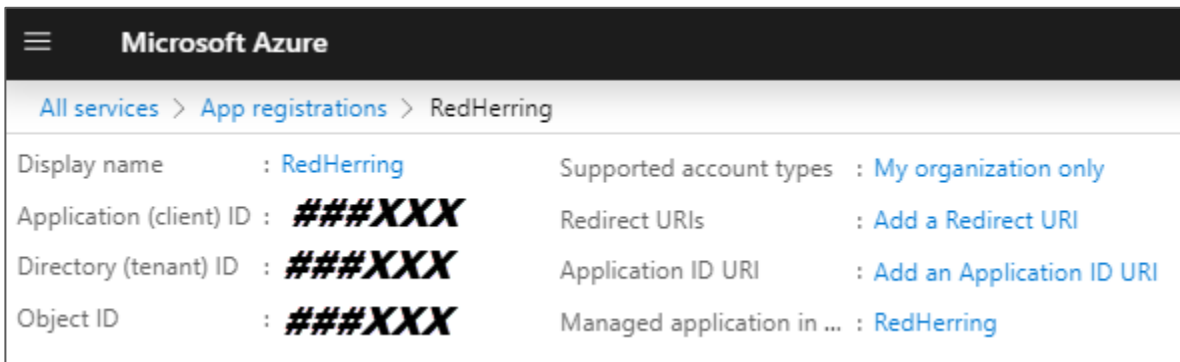 Microsoft Azure
All services > App registrations > RedHerring
Display name : RedHerring Supported account types : My organization only
Application (client) ID : ###XXX Redirect URIs : Add a Redirect URI
Directory (tenant) ID : ###XXX Application ID URI : Add an Application ID URI
Object ID : ###XXX Managed application in ... : RedHerring